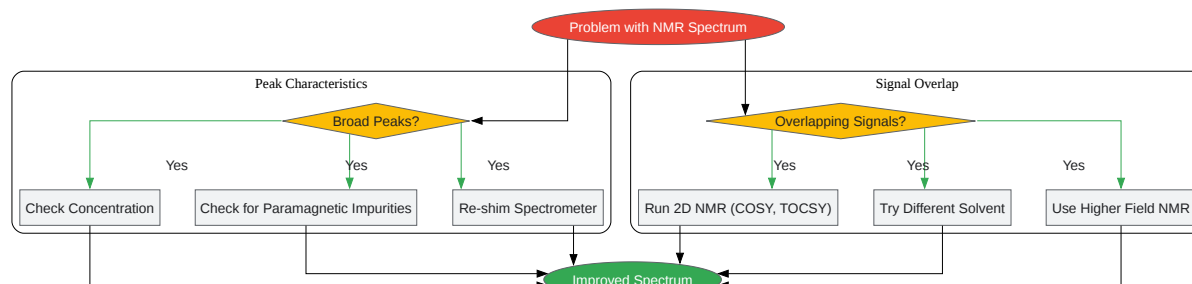 Problem with NMR Spectrum
Peak Characteristics
Signal Overlap
Broad Peaks?
Overlapping Signals?
Yes
Yes
Yes
Yes
Yes
Yes
Check Concentration
Check for Paramagnetic Impurities
Re-shim Spectrometer
Run 2D NMR (COSY, TOCSY)
Try Different Solvent
Use Higher Field NMR
Improved Spectrum